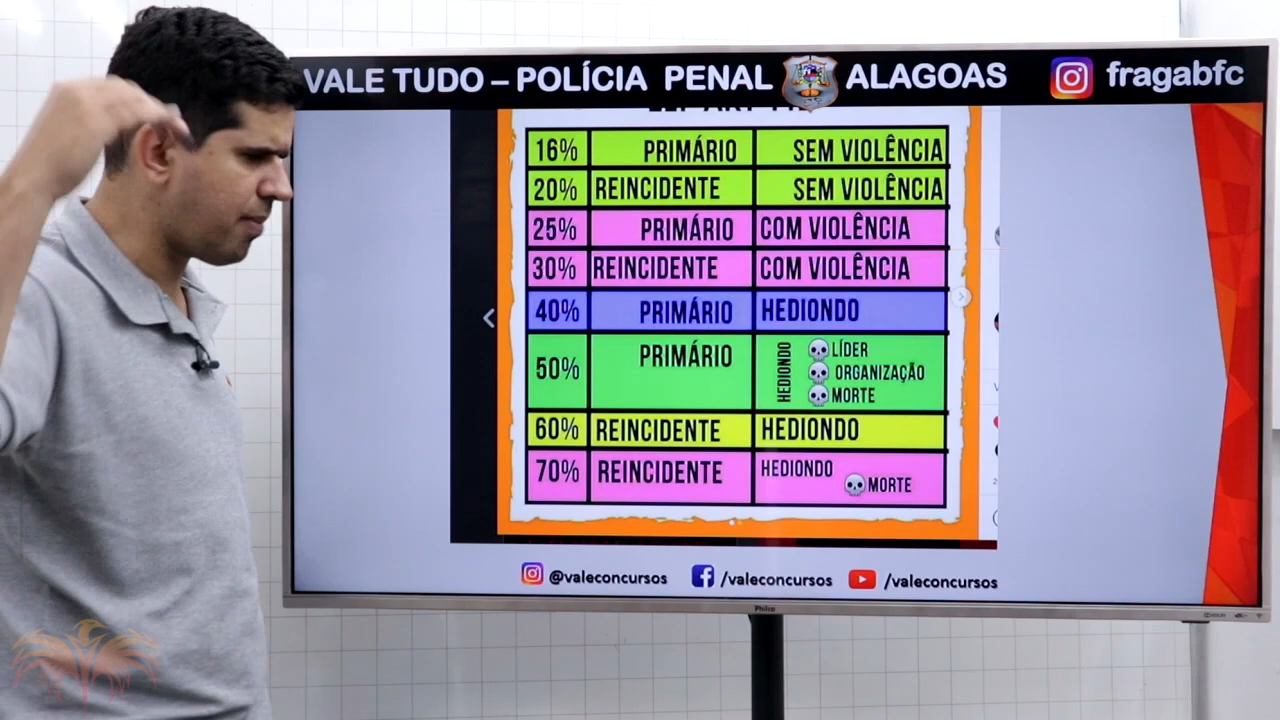 VALE TUDO – POLÍCIA PENAL ALAGOAS fragabfc
16% PRIMÁRIO SEM VIOLÊNCIA
20% REINCIDENTE SEM VIOLÊNCIA
25% PRIMÁRIO COM VIOLÊNCIA
30% REINCIDENTE COM VIOLÊNCIA
40% PRIMÁRIO HEDIONDO
50% PRIMÁRIO HEDIONDO LÍDER
ORGANIZAÇÃO
MORTE
60% REINCIDENTE HEDIONDO
70% REINCIDENTE HEDIONDO
MORTE
@valeconcursos /valeconcursos /valeconcursos
Philco